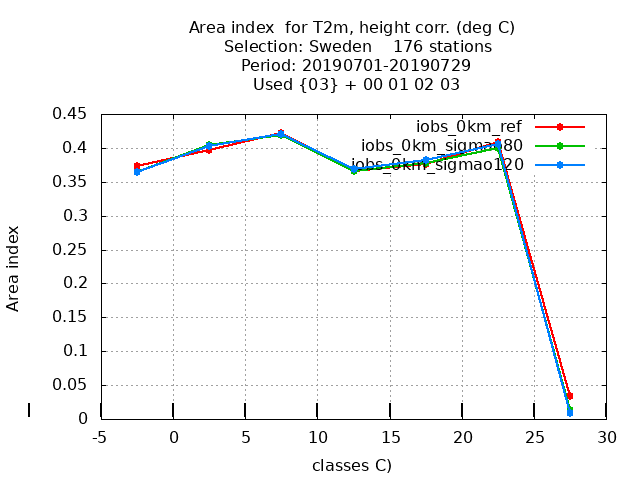 Area index for T2m, height corr. (deg C)
Selection: Sweden 176 stations
Period: 20190701-20190729
Used {03} + 00 01 02 03
iobs_0km_ref
iobs_0km_sigmao80
iobs_0km_sigmao120
0.45
0.4
0.35
0.3
0.25
0.2
0.15
0.1
0.05
0
Area index
-5 0 5 10 15 20 25 30
classes C)